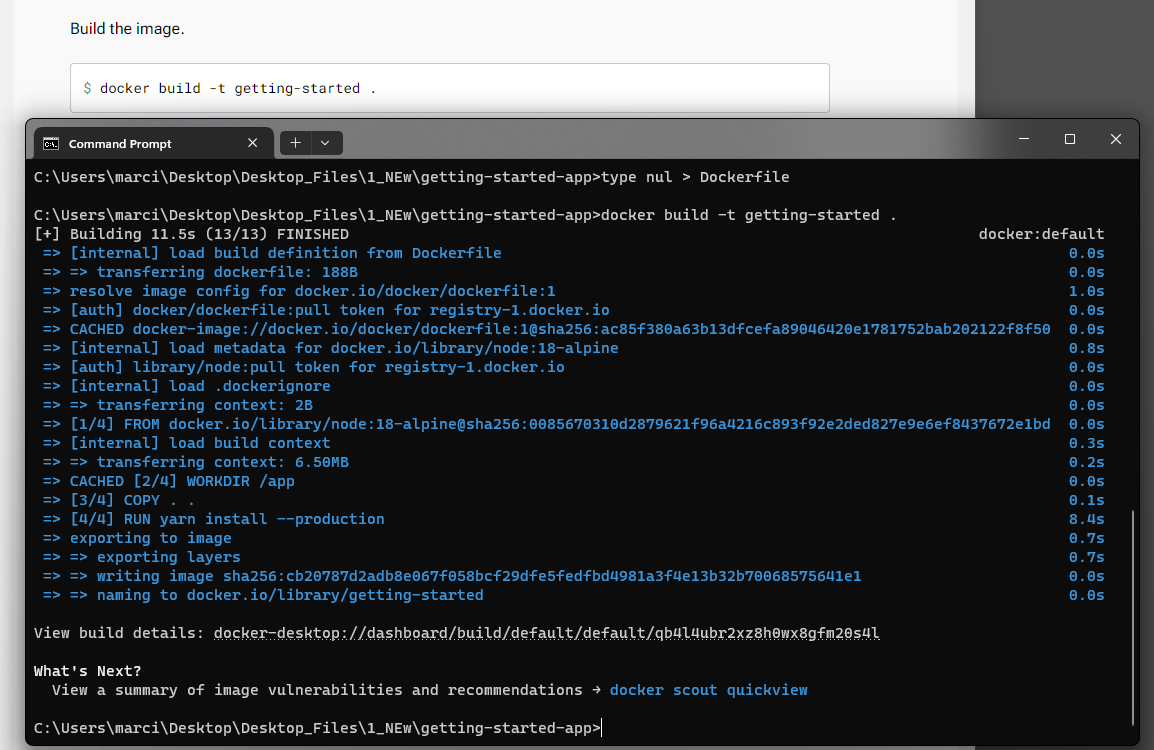 Build the image.
$ docker build -t getting-started .
Command Prompt
C:\Users\marci\Desktop\Desktop_Files\1_NEw\getting-started-app>type nul > Dockerfile
C:\Users\marci\Desktop\Desktop_Files\1_NEw\getting-started-app>docker build -t getting-started .
[+] Building 11.5s (13/13) FINISHED docker:default
=> [internal] load build definition from Dockerfile 0.0s
=> => transferring dockerfile: 188B 0.0s
=> resolve image config for docker.io/docker/dockerfile:1 1.0s
=> [auth] docker/dockerfile:pull token for registry-1.docker.io 0.0s
=> CACHED docker-image://docker.io/docker/dockerfile:1@sha256:ac85f380a63b13dfcefa89046420e1781752bab202122f8f50 0.0s
=> [internal] load metadata for docker.io/library/node:18-alpine 0.8s
=> [auth] library/node:pull token for registry-1.docker.io 0.0s
=> [internal] load .dockerignore 0.0s
=> => transferring context: 2B 0.0s
=> [1/4] FROM docker.io/library/node:18-alpine@sha256:0085670310d2879621f96a4216c893f92e2ded827e9e6ef8437672e1bd 0.0s
=> [internal] load build context 0.3s
=> => transferring context: 6.50MB 0.2s
=> CACHED [2/4] WORKDIR /app 0.0s
=> [3/4] COPY . . 0.1s
=> [4/4] RUN yarn install --production 8.4s
=> exporting to image 0.7s
=> => exporting layers 0.7s
=> => writing image sha256:cb20787d2adb8e067f058bcf29dfe5fedfbd4981a3f4e13b32b70068575641e1 0.0s
=> => naming to docker.io/library/getting-started 0.0s
View build details: docker-desktop://dashboard/build/default/default/qb4l4ubr2xz8h0wx8gfm20s4l
What's Next?
View a summary of image vulnerabilities and recommendations → docker scout quickview
C:\Users\marci\Desktop\Desktop_Files\1_NEw\getting-started-app>